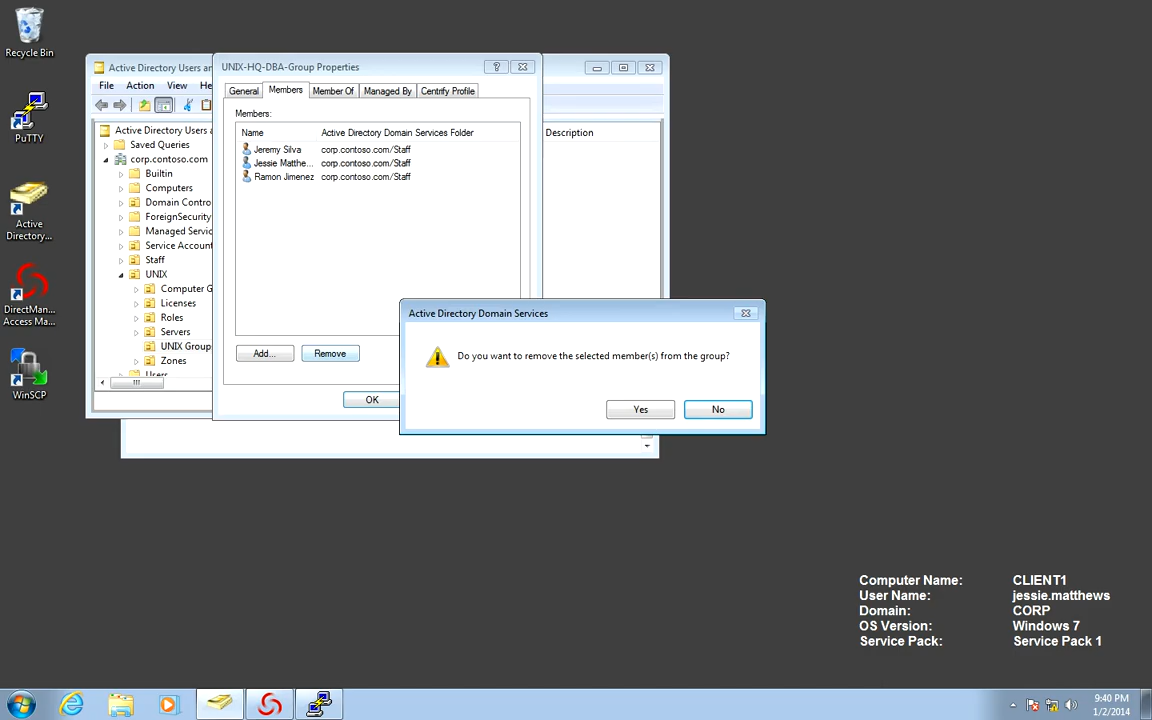 Recycle Bin
PuTTY
Active
Directory...
DirectMan...
Access Ma...
WinSCP
Active Directory Users an
File Action View He
Active Directory Users a
Saved Queries
corp.contoso.com
Builtin
Computers
Domain Contro
ForeignSecurity
Managed Servic
Service Account
Staff
UNIX
Computer G
Licenses
Roles
Servers
UNIX Group
Zones
Users
UNIX-HQ-DBA-Group Properties
General Members Member Of Managed By Centrify Profile
Members:
Name Active Directory Domain Services Folder
Jeremy Silva corp.contoso.com/Staff
Jessie Matthe... corp.contoso.com/Staff
Ramon Jimenez corp.contoso.com/Staff
Add... Remove
OK
Description
Active Directory Domain Services
Do you want to remove the selected member(s) from the group?
Yes No
Computer Name: CLIENT1
User Name: jessie.matthews
Domain: CORP
OS Version: Windows 7
Service Pack: Service Pack 1
9:40 PM
1/2/2014